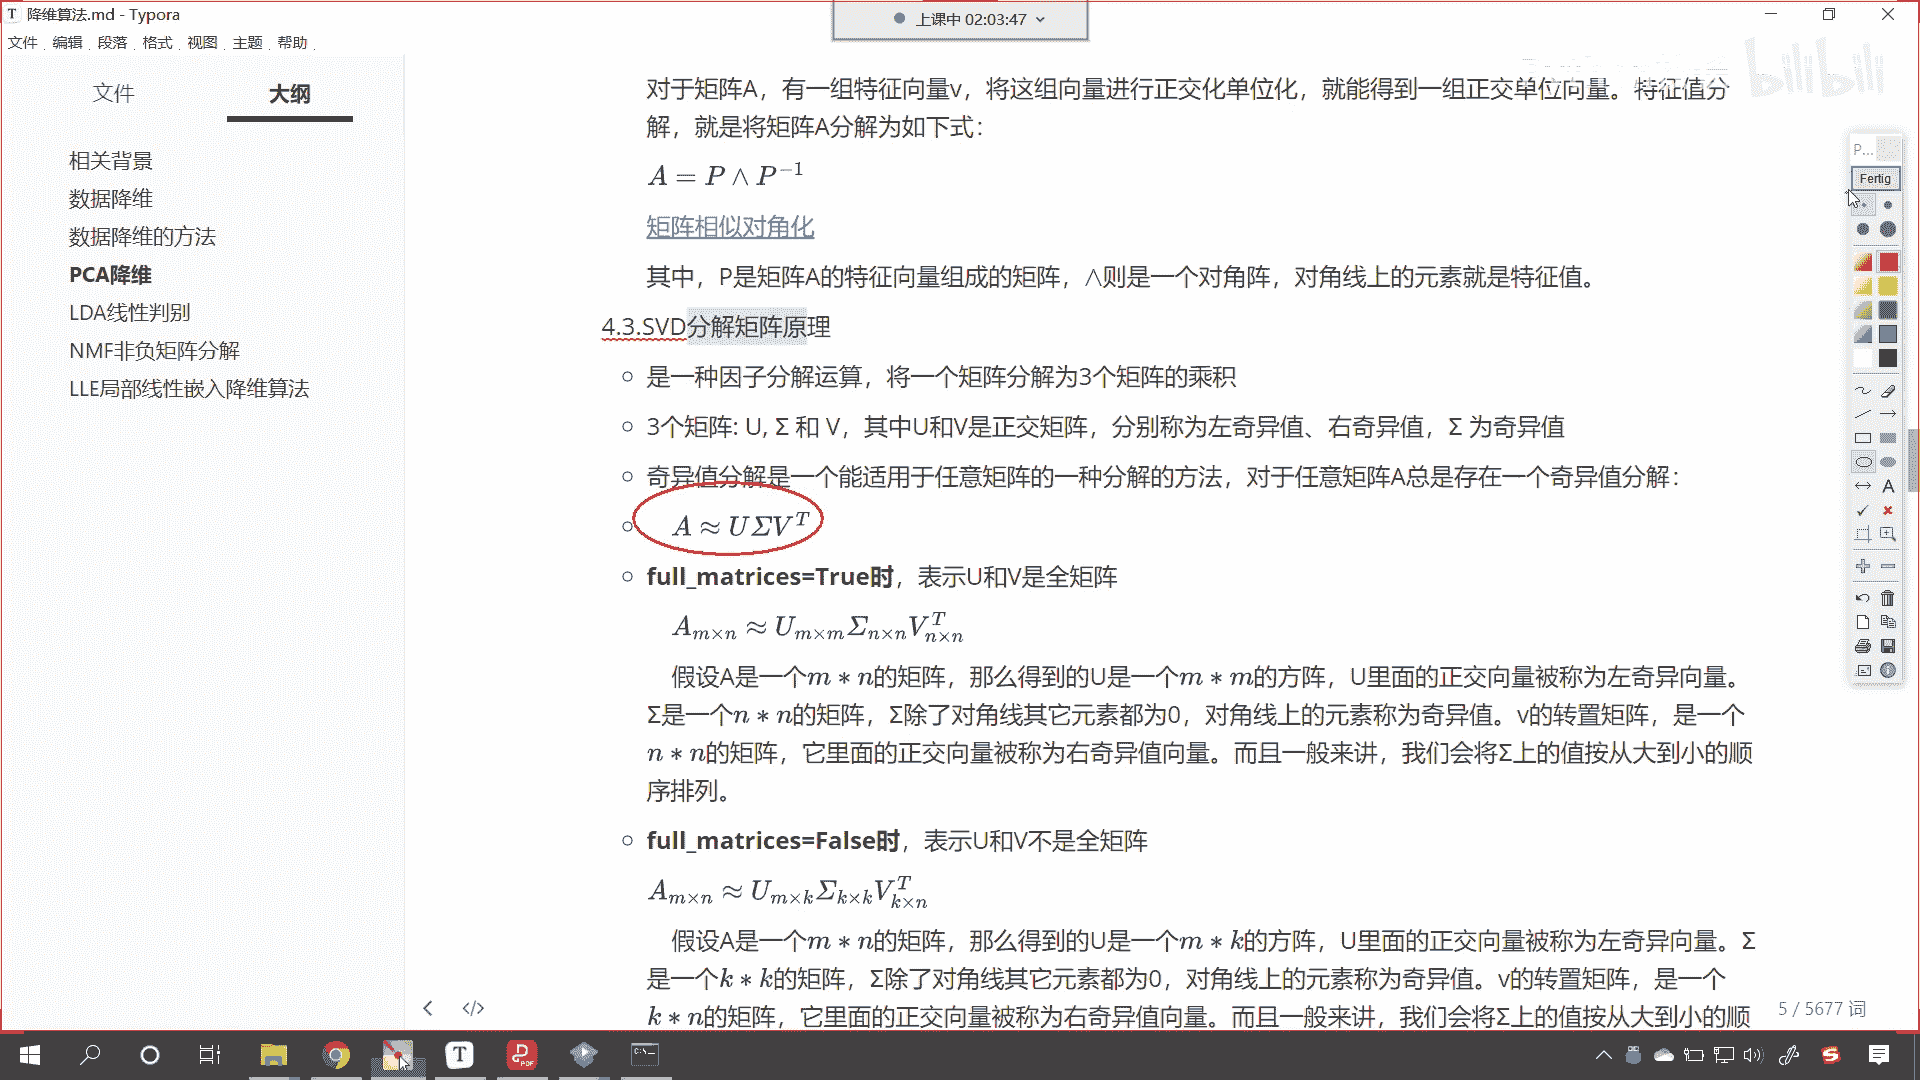 降维算法.md - Typora
上课中 02:03:47
文件 编辑 段落 格式 视图 主题 帮助
文件 大纲
相关背景
数据降维
数据降维的方法
PCA降维
LDA线性判别
NMF非负矩阵分解
LLE局部线性嵌入降维算法
bilibili
对于矩阵A，有一组特征向量v，将这组向量进行正交化单位化，就能得到一组正交单位向量。特征值分
解，就是将矩阵A分解为如下式：
A = P ∧ P⁻¹
矩阵相似对角化
其中，P是矩阵A的特征向量组成的矩阵，∧则是一个对角阵，对角线上的元素就是特征值。
4.3.SVD分解矩阵原理
是一种因子分解运算，将一个矩阵分解为3个矩阵的乘积
3个矩阵: U, Σ 和 V，其中U和V是正交矩阵，分别称为左奇异值、右奇异值，Σ 为奇异值
奇异值分解是一个能适用于任意矩阵的一种分解的方法，对于任意矩阵A总是存在一个奇异值分解：
A ≈ UΣV^T
full_matrices=True时，表示U和V是全矩阵
A_{m×n} ≈ U_{m×m}Σ_{n×n}V^T_{n×n}
假设A是一个m * n的矩阵，那么得到的U是一个m * m的方阵，U里面的正交向量被称为左奇异向量。
Σ是一个n * n的矩阵，Σ除了对角线其它元素都为0，对角线上的元素称为奇异值。v的转置矩阵，是一个
n * n的矩阵，它里面的正交向量被称为右奇异值向量。而且一般来讲，我们会将Σ上的值按从大到小的顺
序排列。
full_matrices=False时，表示U和V不是全矩阵
A_{m×n} ≈ U_{m×k}Σ_{k×k}V^T_{k×n}
假设A是一个m * n的矩阵，那么得到的U是一个m * k的方阵，U里面的正交向量被称为左奇异向量。Σ
是一个k * k的矩阵，Σ除了对角线其它元素都为0，对角线上的元素称为奇异值。v的转置矩阵，是一个
k * n的矩阵，它里面的正交向量被称为右奇异值向量。而且一般来讲，我们会将Σ上的值按从大到小的顺
5 / 5677 词
P...
Fertig